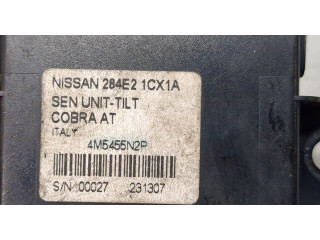 NISSAN 284E2 1CX1A
SEN UNIT-TILT
COBRA AT
ITALY
4M5455N2P
S/N 00027 231307